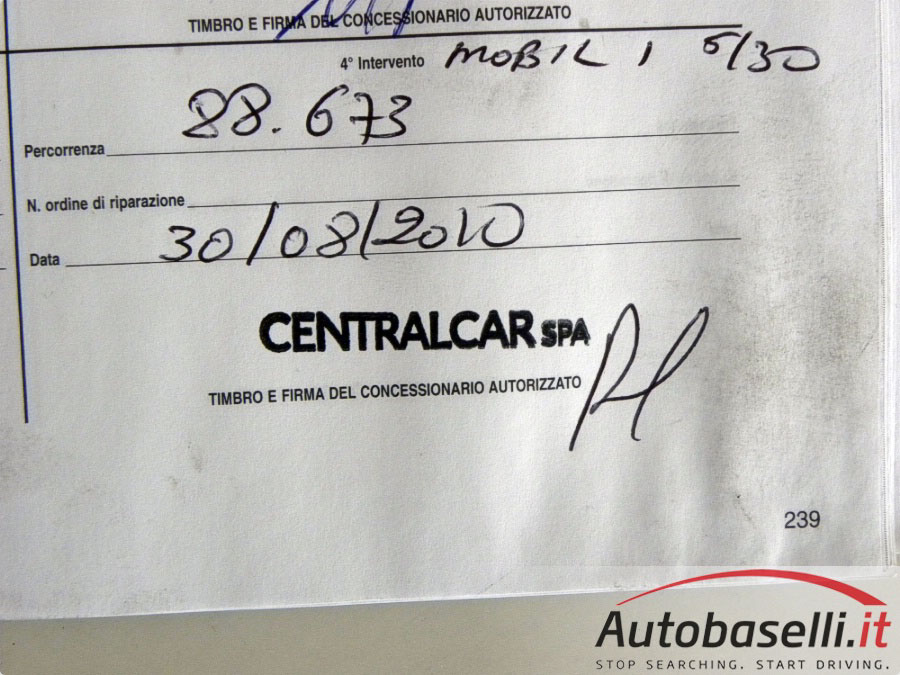 TIMBRO E FIRMA DEL CONCESSIONARIO AUTORIZZATO
4° Intervento MOBIL 1 5/30
Percorrenza 88.673
N. ordine di riparazione
Data 30/08/2010
CENTRALCAR SPA
TIMBRO E FIRMA DEL CONCESSIONARIO AUTORIZZATO
239
Autobaselli.it
STOP SEARCHING. START DRIVING.